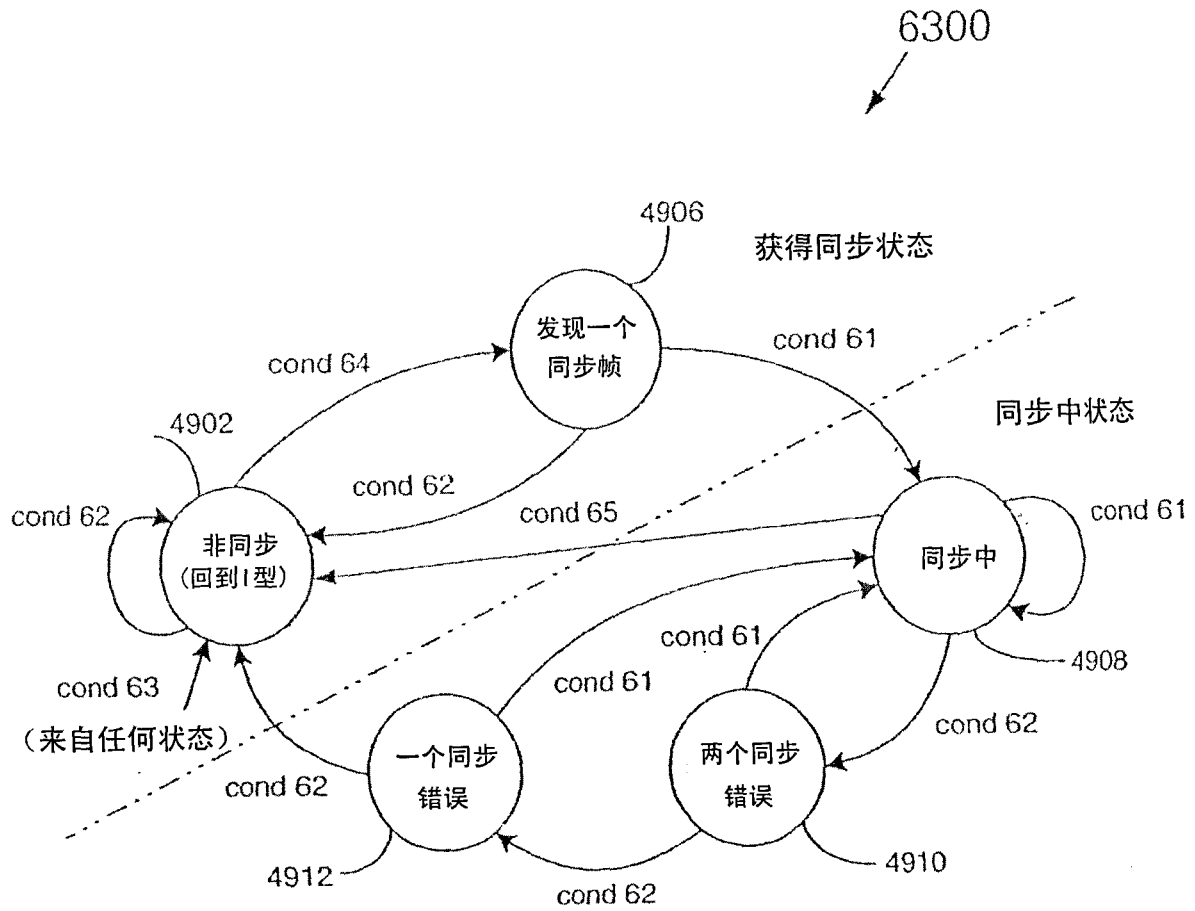 6300
4906
获得同步状态
发现一个
同步帧
cond 61
cond 64
同步中状态
4902
cond 62
cond 65
cond 62
cond 61
非同步
(回到I型)
同步中
cond 61
4908
cond 63
cond 61
(来自任何状态)
cond 62
一个同步
错误
两个同步
错误
cond 62
4912
4910
cond 62